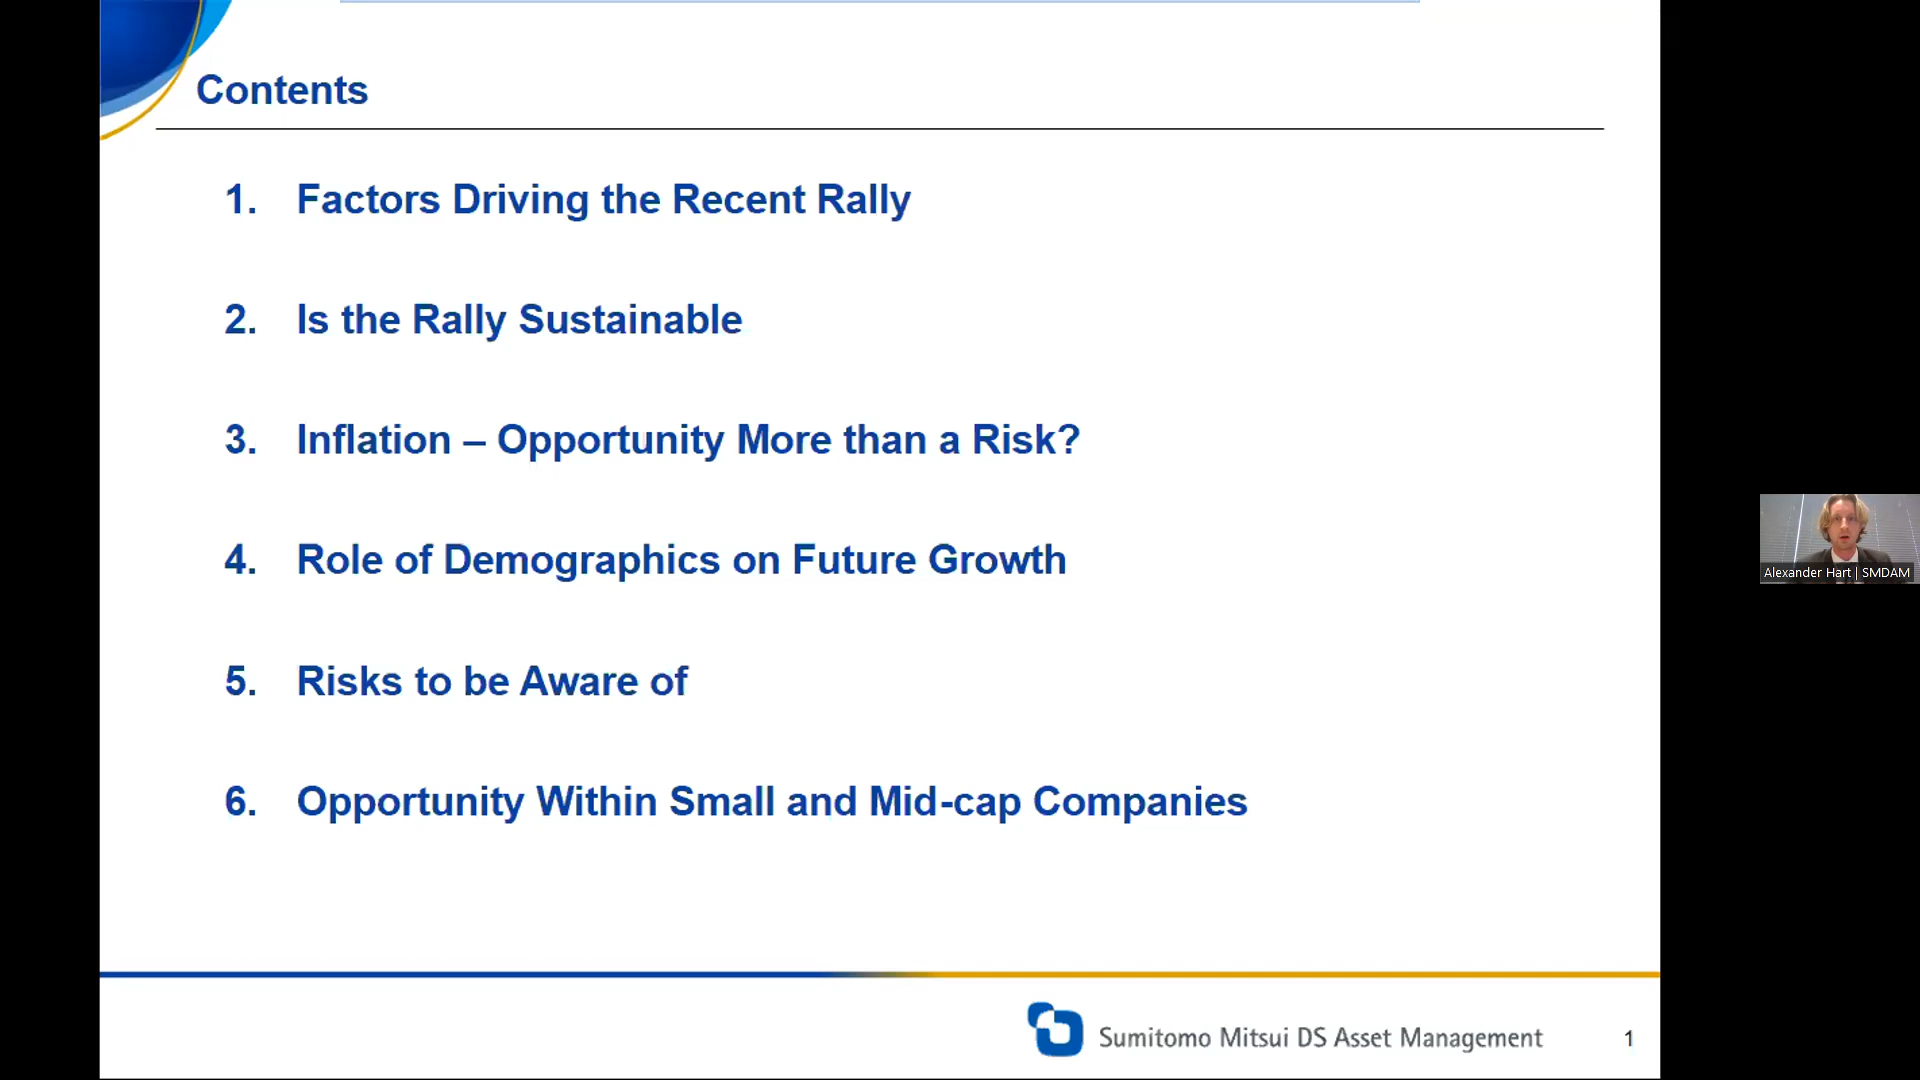 Contents
1. Factors Driving the Recent Rally
2. Is the Rally Sustainable
3. Inflation – Opportunity More than a Risk?
4. Role of Demographics on Future Growth
5. Risks to be Aware of
6. Opportunity Within Small and Mid-cap Companies
Alexander Hart | SMDAM
Sumitomo Mitsui DS Asset Management
1